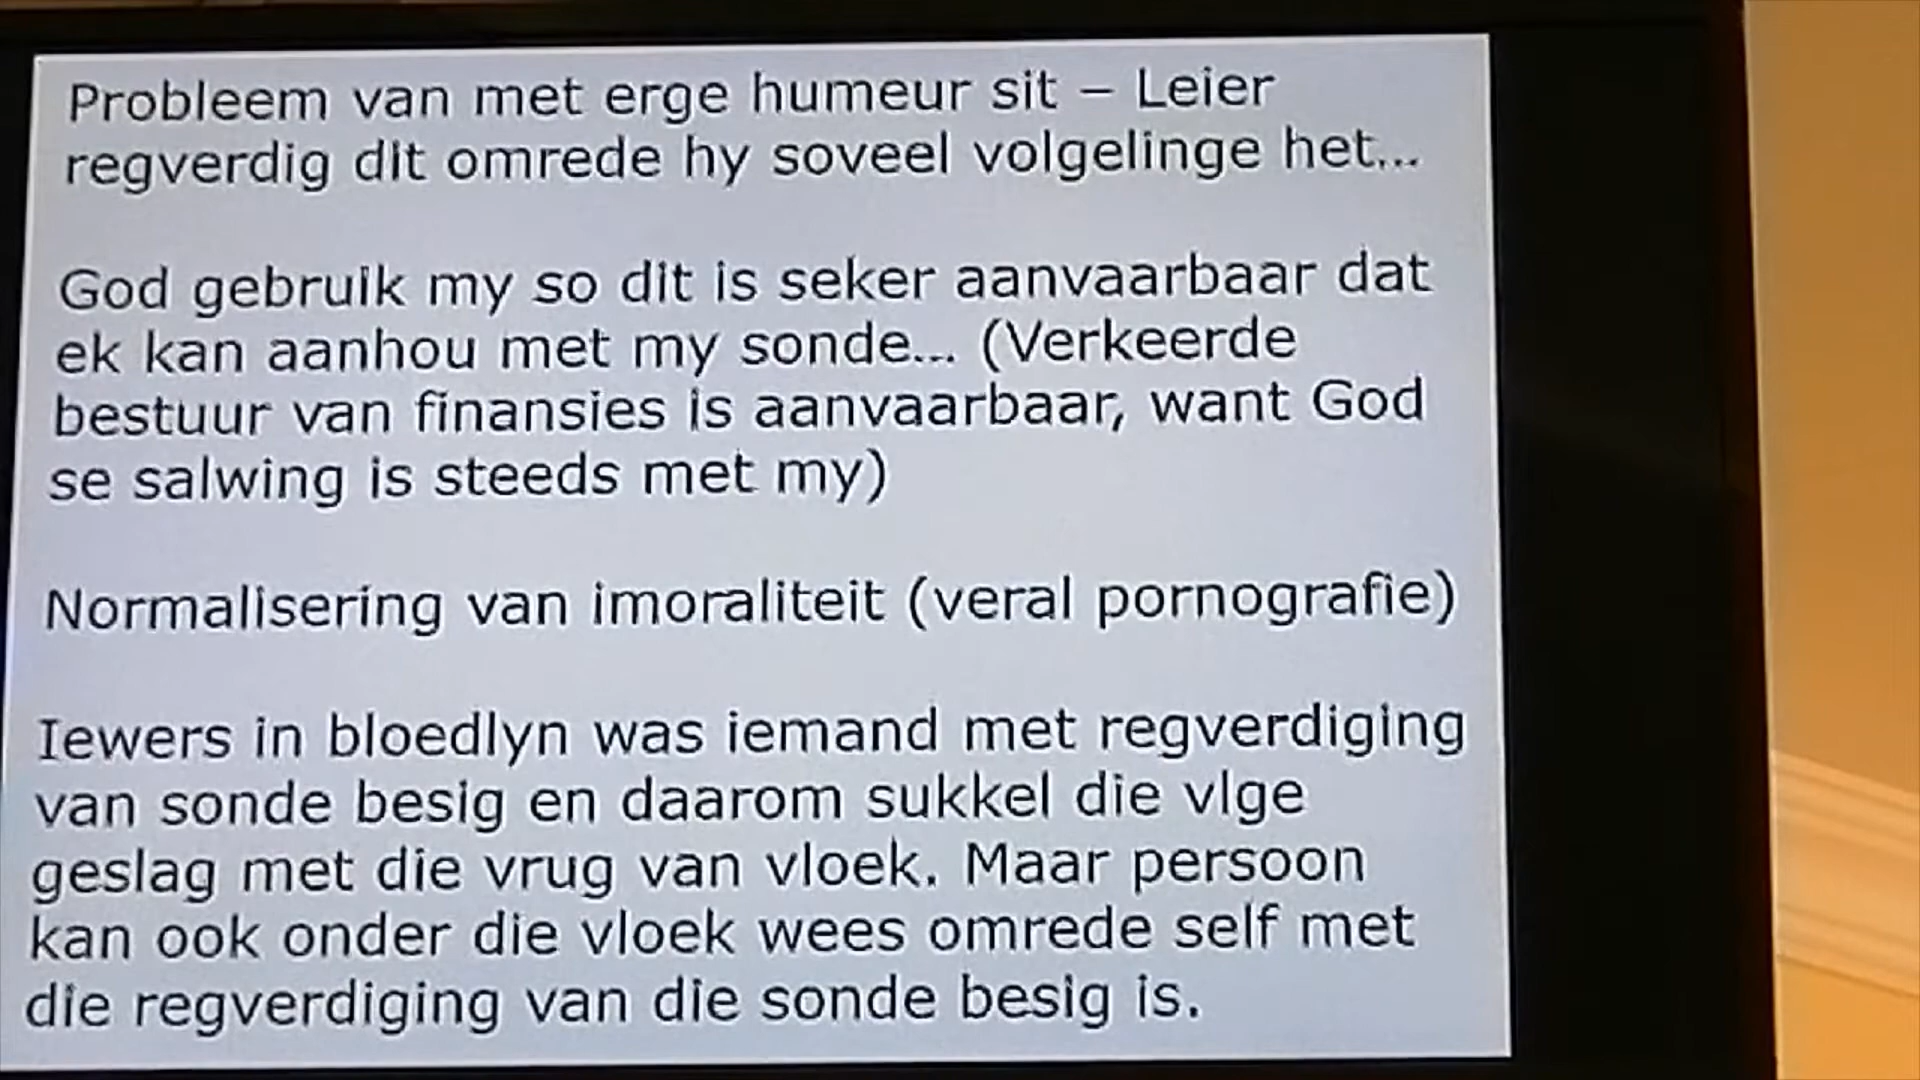 Probleem van met erge humeur sit – Leier
regverdig dit omrede hy soveel volgelinge het...
God gebruik my so dit is seker aanvaarbaar dat
ek kan aanhou met my sonde... (Verkeerde
bestuur van finansies is aanvaarbaar, want God
se salwing is steeds met my)
Normalisering van imoraliteit (veral pornografie)
Iewers in bloedlyn was iemand met regverdiging
van sonde besig en daarom sukkel die vlge
geslag met die vrug van vloek. Maar persoon
kan ook onder die vloek wees omrede self met
die regverdiging van die sonde besig is.